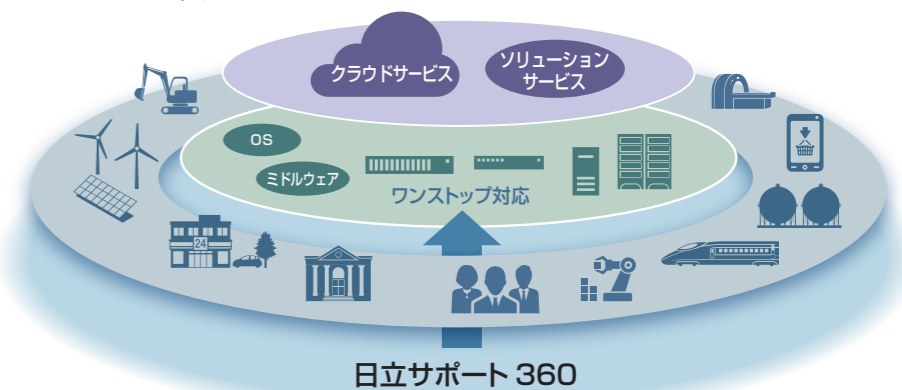 クラウドサービス
ソリューション
サービス
OS
ミドルウェア
ワンストップ対応
24
日立サポート 360